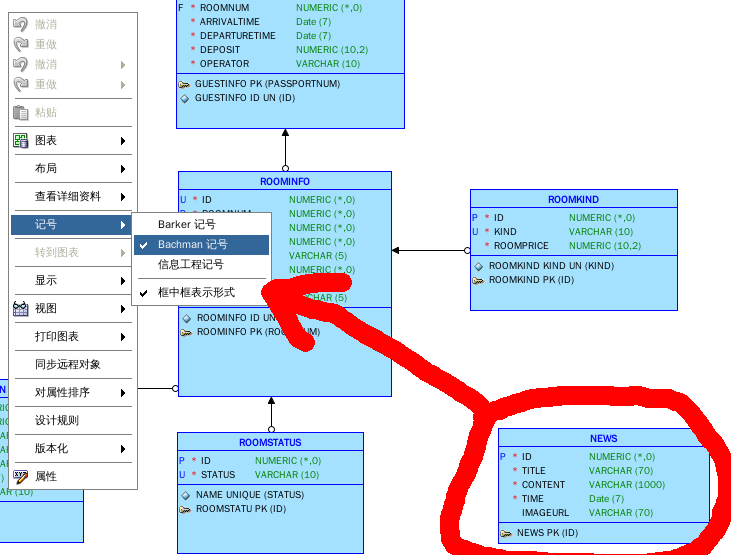 F * ROOMNUM NUMERIC (*,0)
* ARRIVALTIME Date (7)
* DEPARTURETIME Date (7)
* DEPOSIT NUMERIC (10,2)
* OPERATOR VARCHAR (10)
GUESTINFO PK (PASSPORTNUM)
GUESTINFO ID UN (ID)
撤消
重做
撤消
重做
粘贴
图表
布局
查看详细资料
记号
转到图表
显示
视图
打印图表
同步远程对象
对属性排序
设计规则
版本化
属性
Barker 记号
Bachman 记号
信息工程记号
框中框表示形式
ROOMINFO
U * ID NUMERIC (*,0)
NUMERIC (*,0)
NUMERIC (*,0)
NUMERIC (*,0)
VARCHAR (5)
NUMERIC (*,0)
ROOMINFO ID UN
ROOMINFO PK
ROOMKIND
P * ID NUMERIC (*,0)
U * KIND VARCHAR (10)
* ROOMPRICE NUMERIC (10,2)
ROOMKIND KIND UN (KIND)
ROOMKIND PK (ID)
ROOMSTATUS
P * ID NUMERIC (*,0)
U * STATUS VARCHAR (10)
NAME UNIQUE (STATUS)
ROOMSTATU PK (ID)
NEWS
P * ID NUMERIC (*,0)
* TITLE VARCHAR (70)
* CONTENT VARCHAR (1000)
* TIME Date (7)
IMAGEURL VARCHAR (70)
NEWS PK (ID)